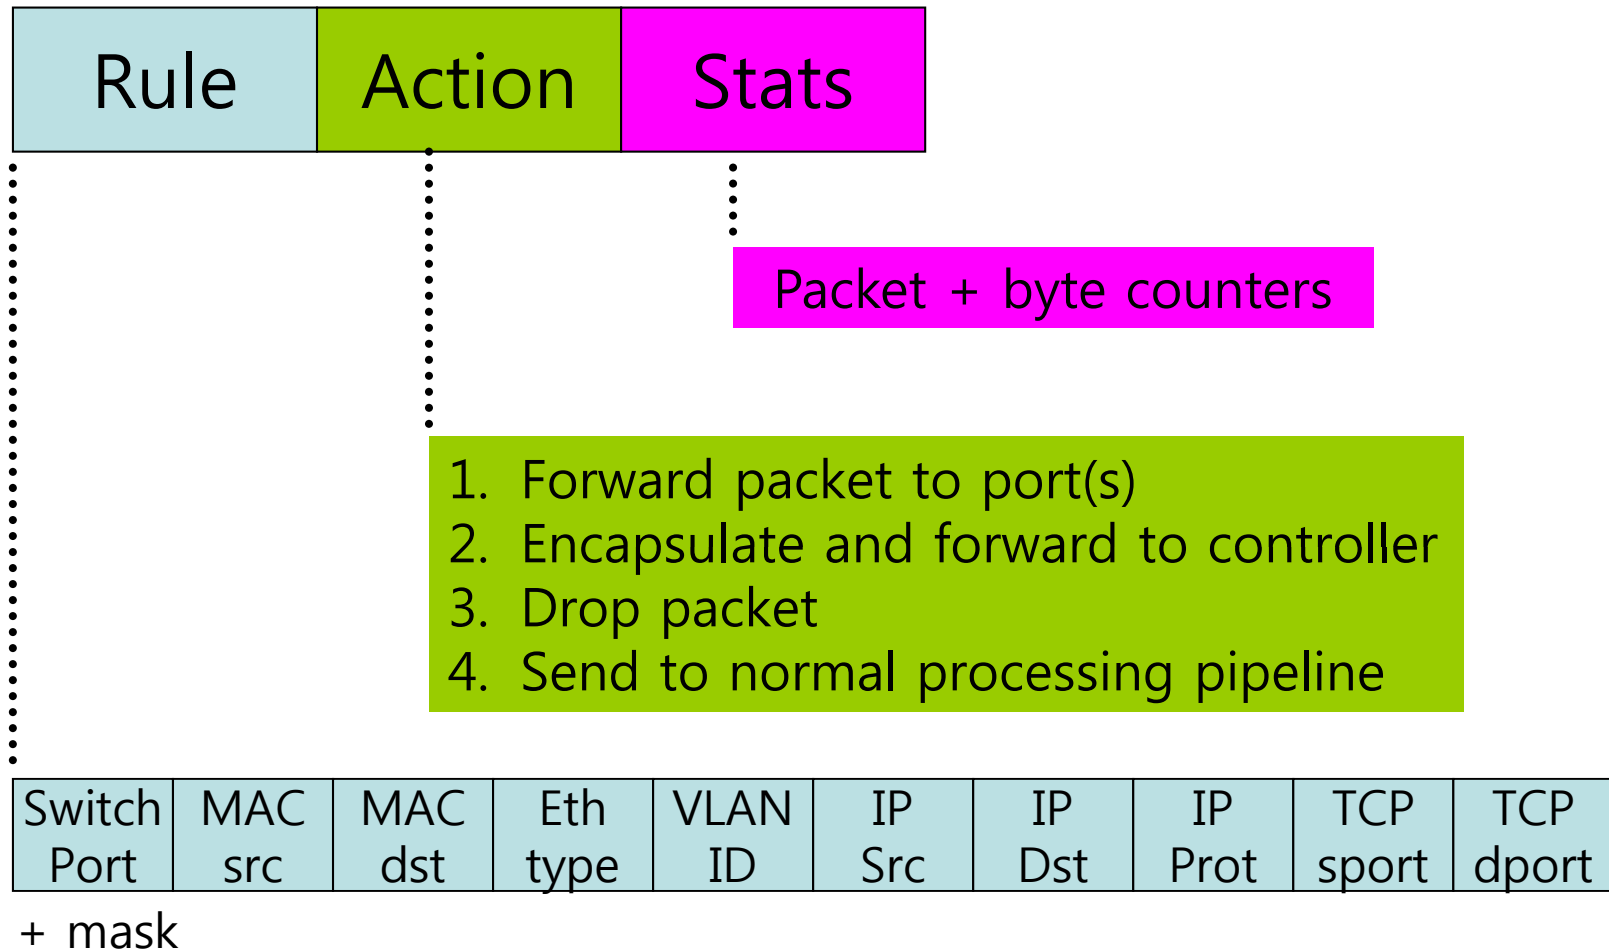 Rule Action Stats
Packet + byte counters
1. Forward packet to port(s)
2. Encapsulate and forward to controller
3. Drop packet
4. Send to normal processing pipeline
Switch Port
MAC src
MAC dst
Eth type
VLAN ID
IP Src
IP Dst
IP Prot
TCP sport
TCP dport
+ mask